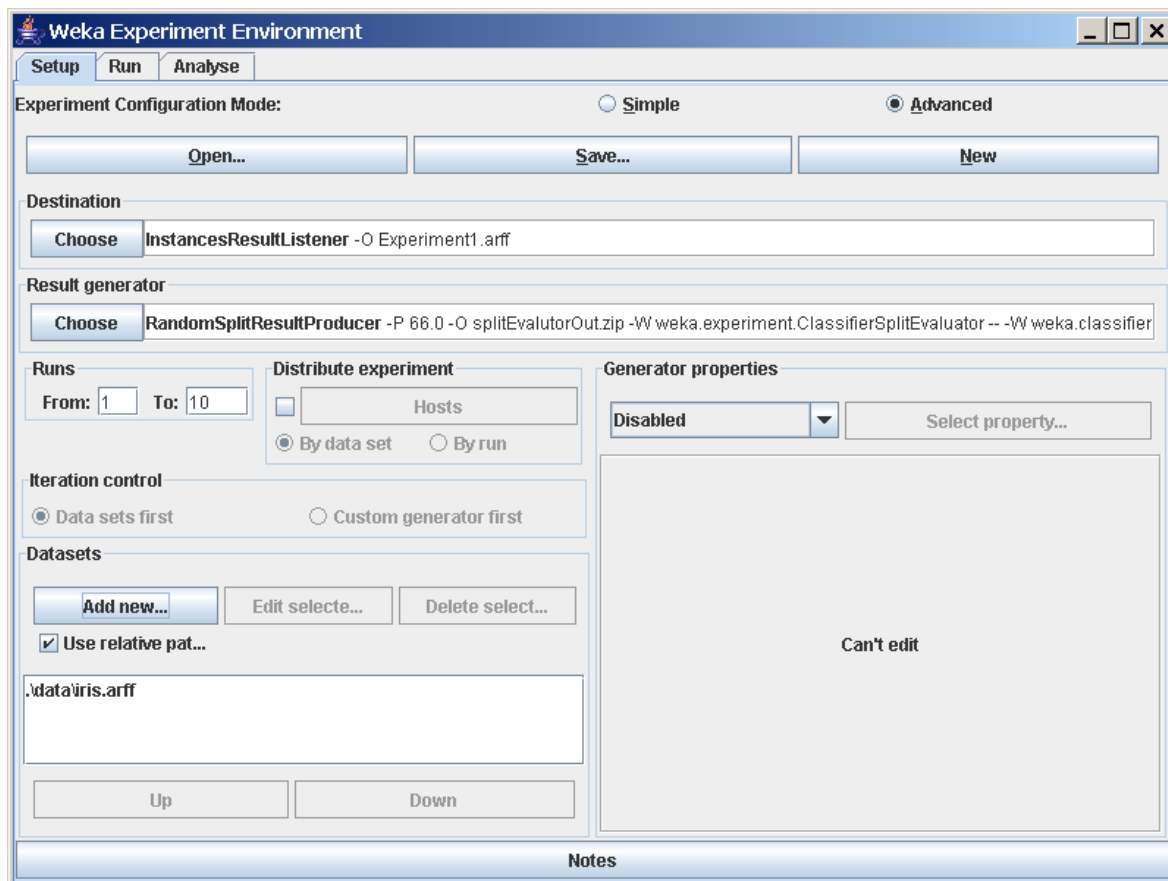 Weka Experiment Environment
Setup Run Analyse
Experiment Configuration Mode: Simple Advanced
Open... Save... New
Destination
Choose InstancesResultListener -O Experiment1.arff
Result generator
Choose RandomSplitResultProducer -P 66.0 -O splitEvalutorOut.zip -W weka.experiment.ClassifierSplitEvaluator -- -W weka.classifier
Runs Distribute experiment Generator properties
From: 1 To: 10 Hosts Disabled Select property...
By data set By run
Iteration control
Data sets first Custom generator first
Datasets
Add new... Edit selecte... Delete select...
Use relative pat...
Can't edit
.\data\iris.arff
Up Down
Notes